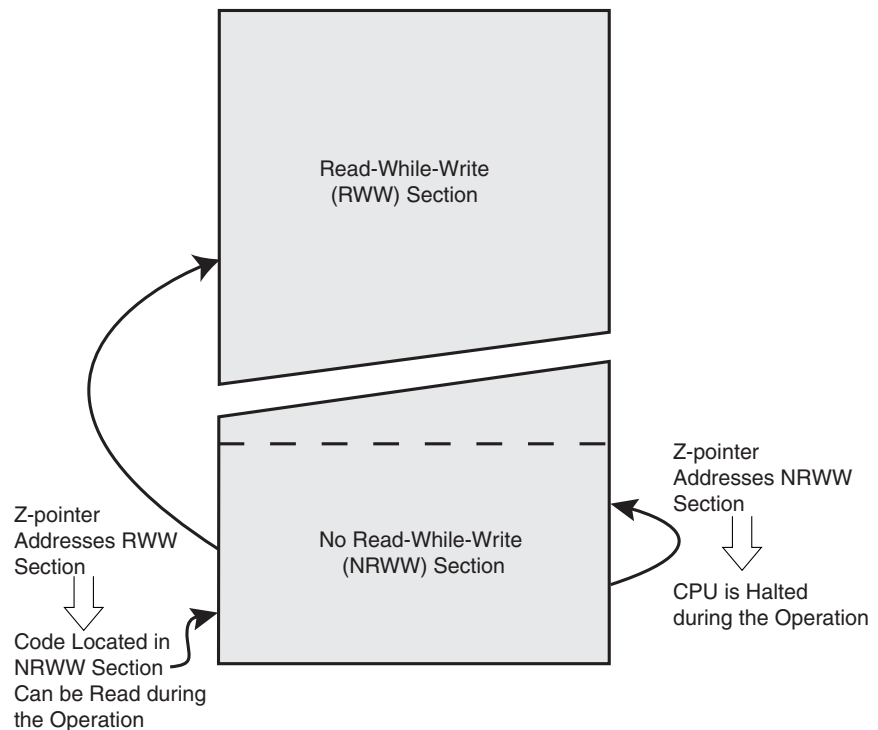 Read-While-Write
(RWW) Section
Z-pointer
Addresses NRWW
Section
Z-pointer
Addresses RWW
Section
No Read-While-Write
(NRWW) Section
CPU is Halted
during the Operation
Code Located in
NRWW Section
Can be Read during
the Operation